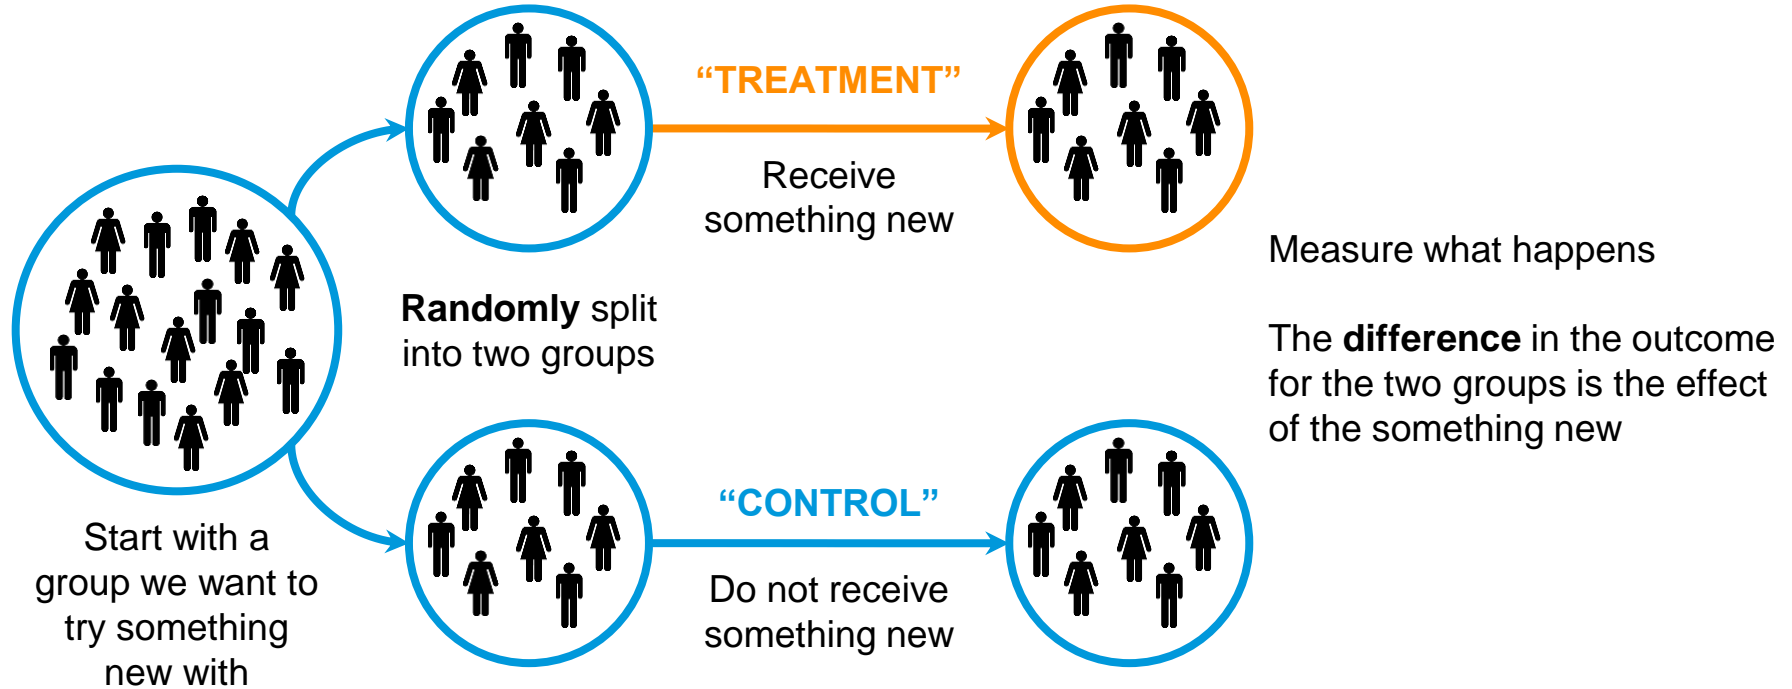 Start with a
group we want to
try something
new with
Randomly split
into two groups
“TREATMENT”
Receive
something new
“CONTROL”
Do not receive
something new
Measure what happens
The difference in the outcome
for the two groups is the effect
of the something new